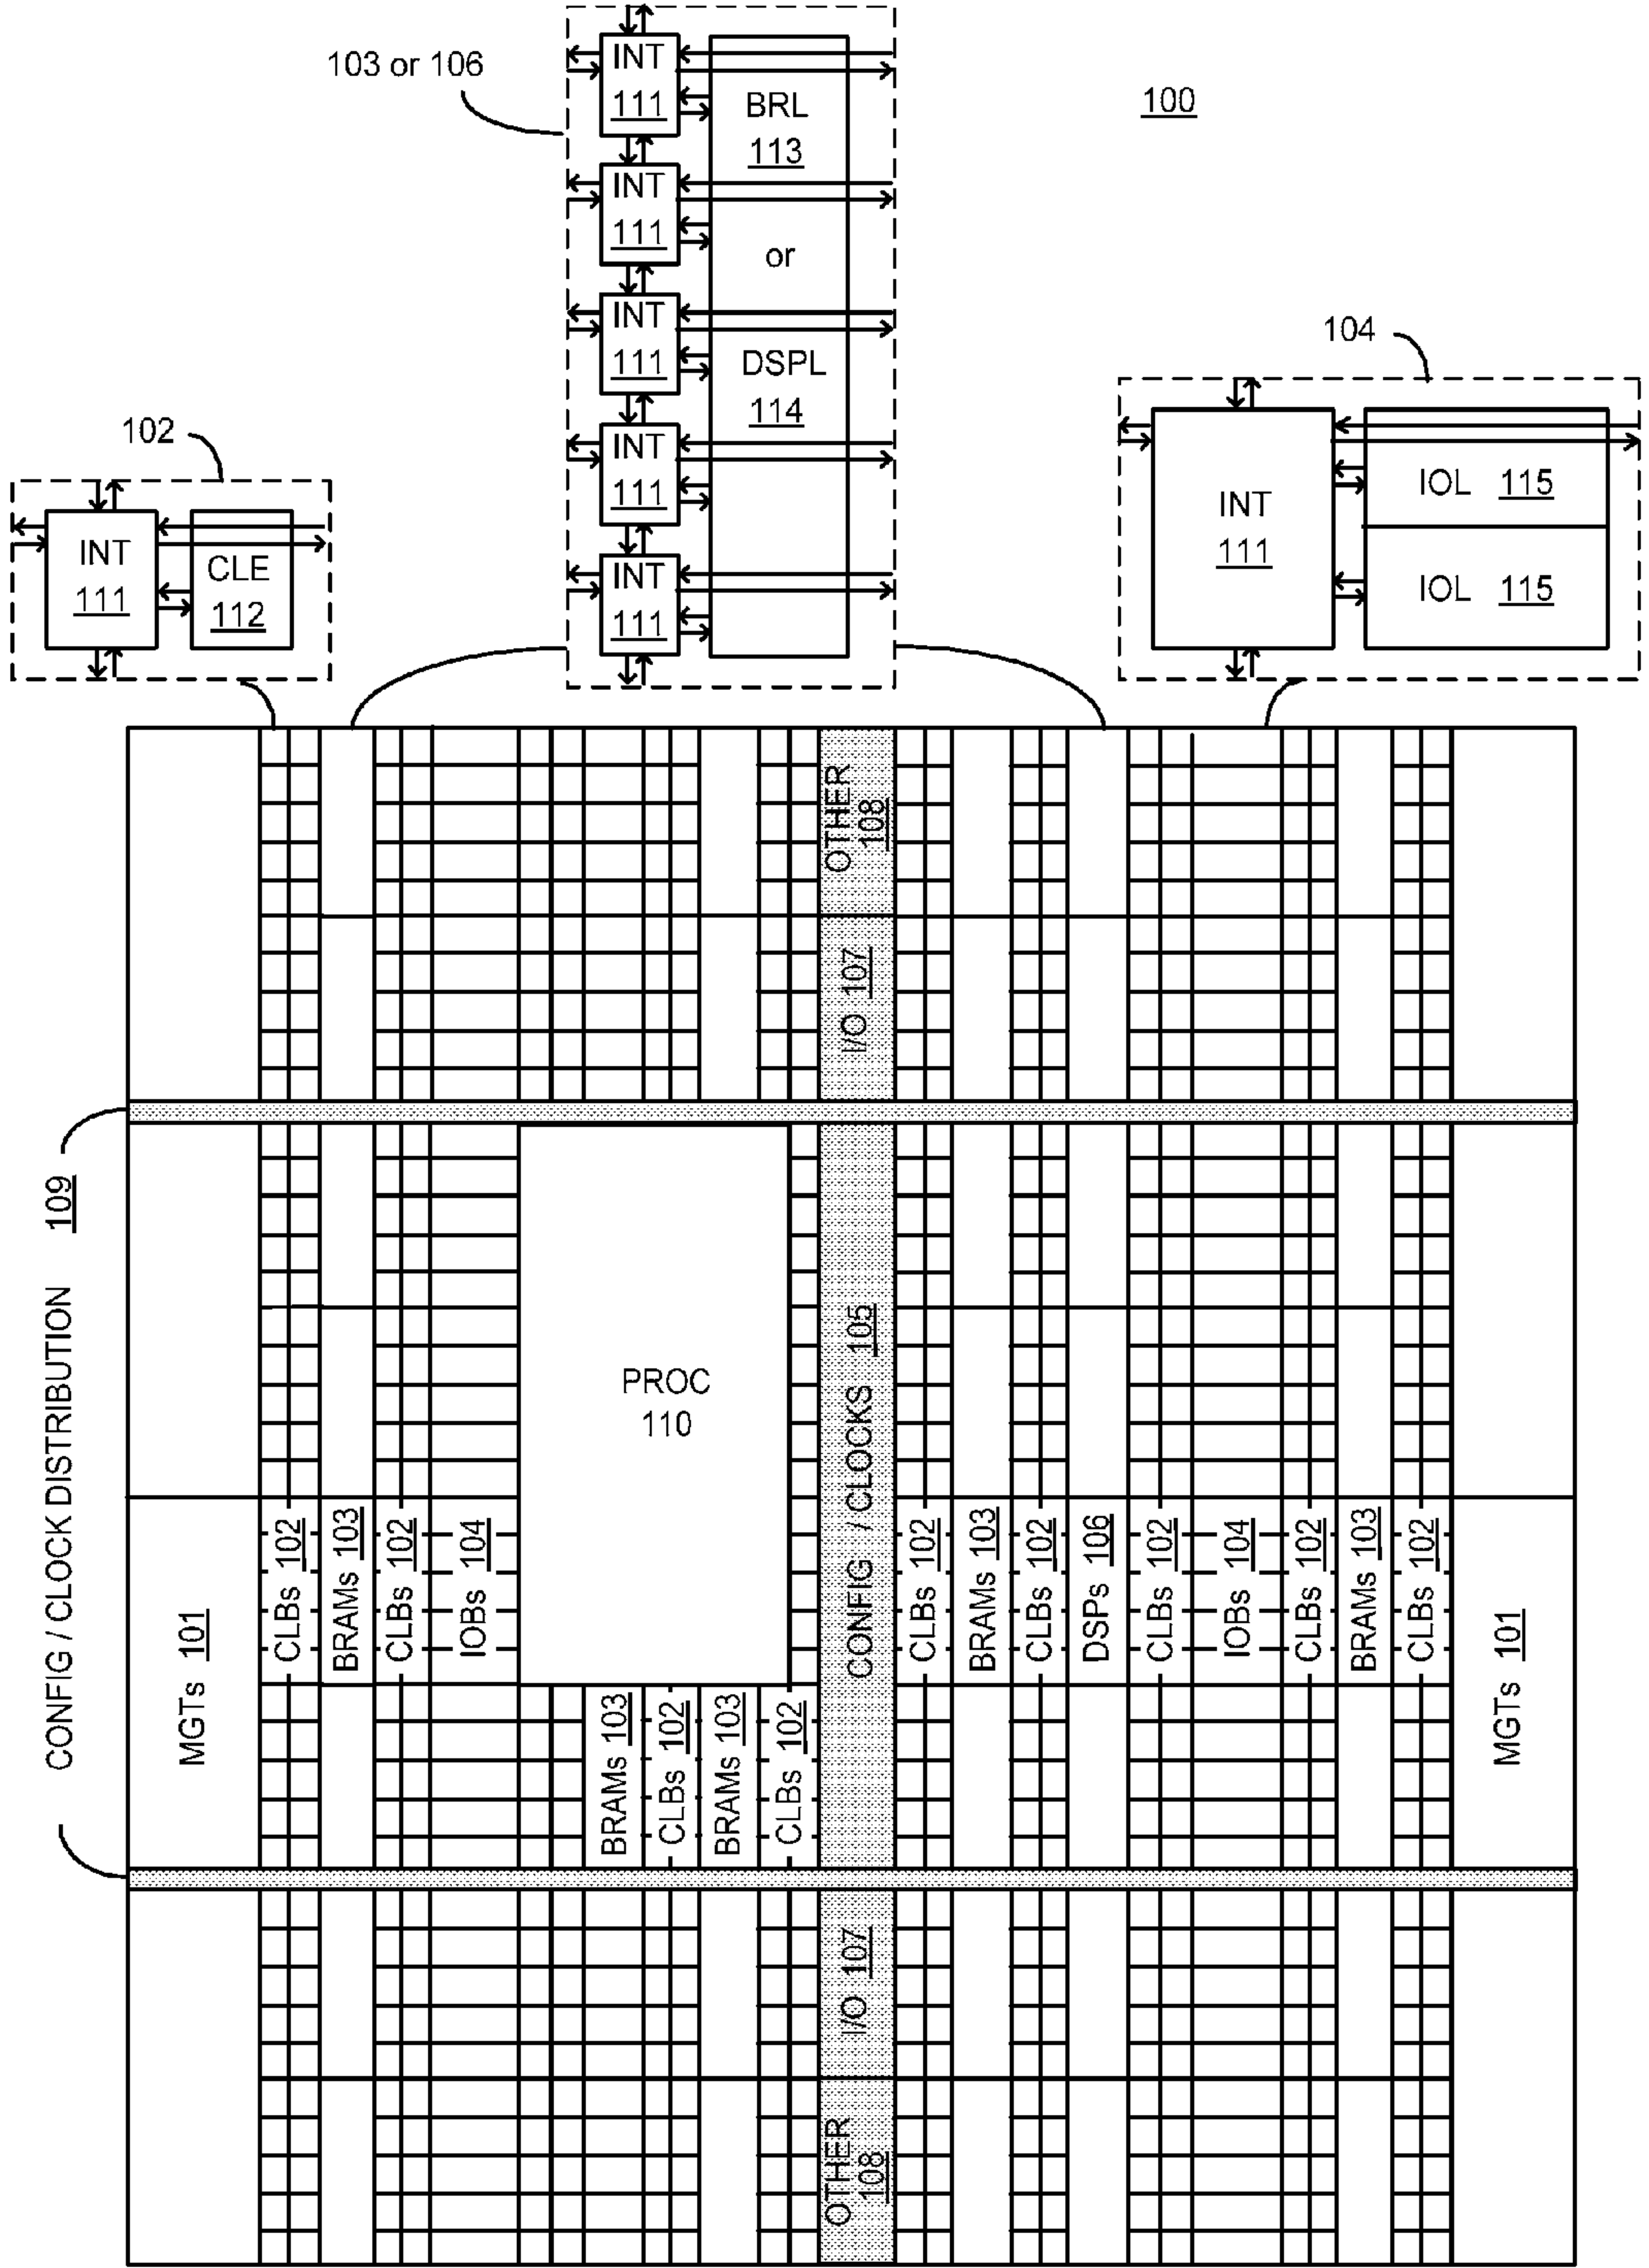 103 or 106
100
INT
111
INT
111
INT
111
INT
111
INT
111
BRL
113
or
DSPL
114
104
INT
111
IOL 115
IOL 115
102
INT
111
CLE
112
OTHER
108
I/O 107
CONFIG / CLOCK DISTRIBUTION 109
PROC
110
CONFIG / CLOCKS 105
MGTs 101
CLBs 102
BRAMs 103
CLBs 102
IOBs 104
BRAMs 103
CLBs 102
BRAMs 103
CLBs 102
CLBs 102
BRAMs 103
CLBs 102
DSPs 106
CLBs 102
IOBs 104
CLBs 102
BRAMs 103
CLBs 102
MGTs 101
I/O 107
OTHER
108